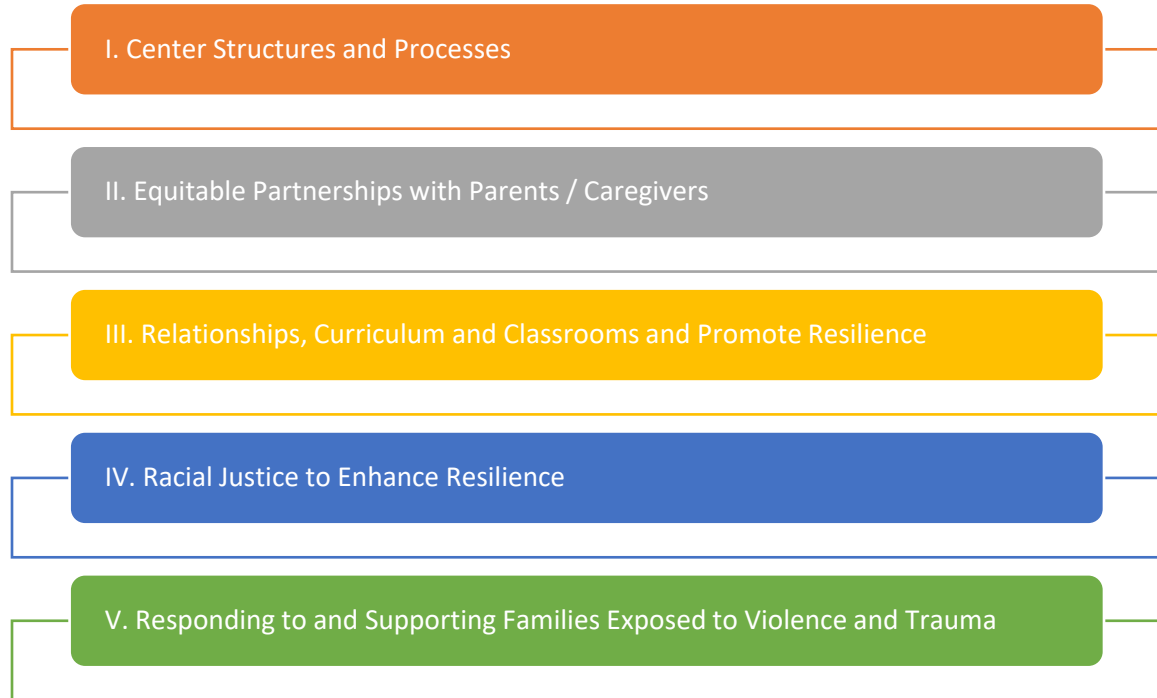 I. Center Structures and Processes
II. Equitable Partnerships with Parents / Caregivers
III. Relationships, Curriculum and Classrooms and Promote Resilience
IV. Racial Justice to Enhance Resilience
V. Responding to and Supporting Families Exposed to Violence and Trauma